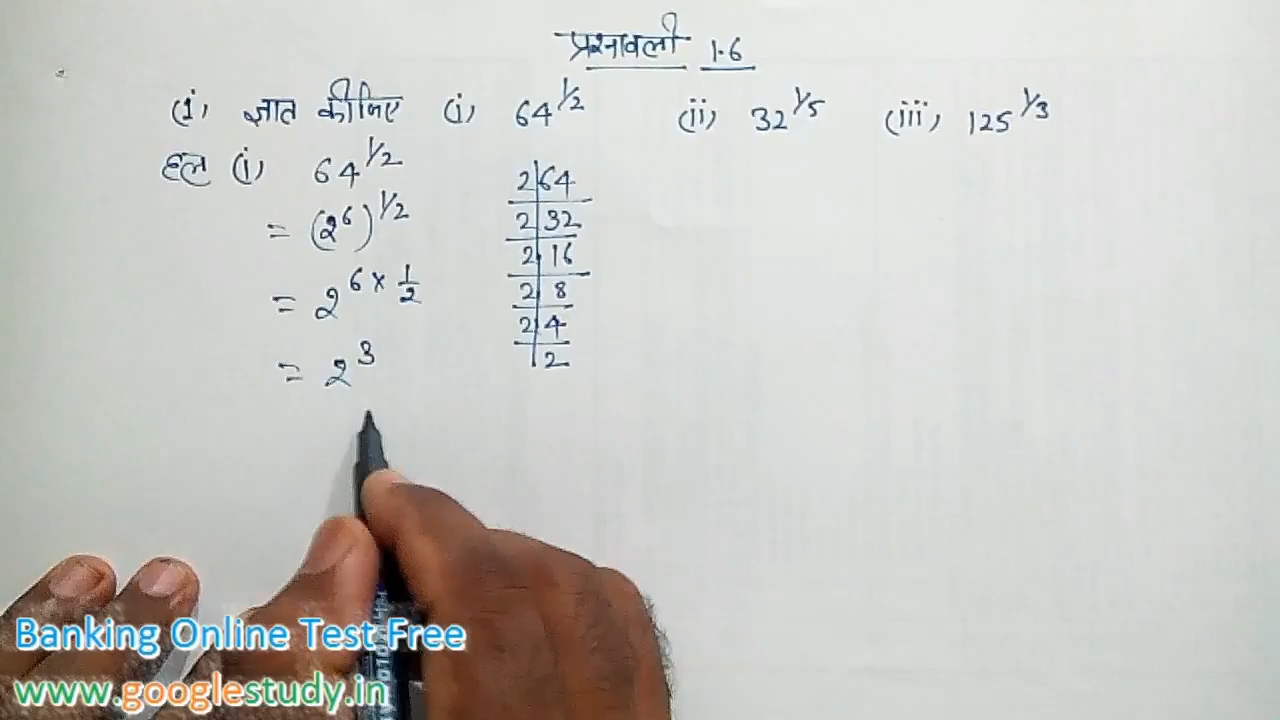 प्रश्नावली 1.6
(1), ज्ञात कीजिए (i), 64^1/2 (ii), 32^1/5 (iii), 125^1/3
हल (i), 64^1/2
= (2^6)^1/2
= 2^6 × 1/2
= 2^3
2|64
2|32
2|16
2|8
2|4
|2
Banking Online Test Free
www.googlestudy.in